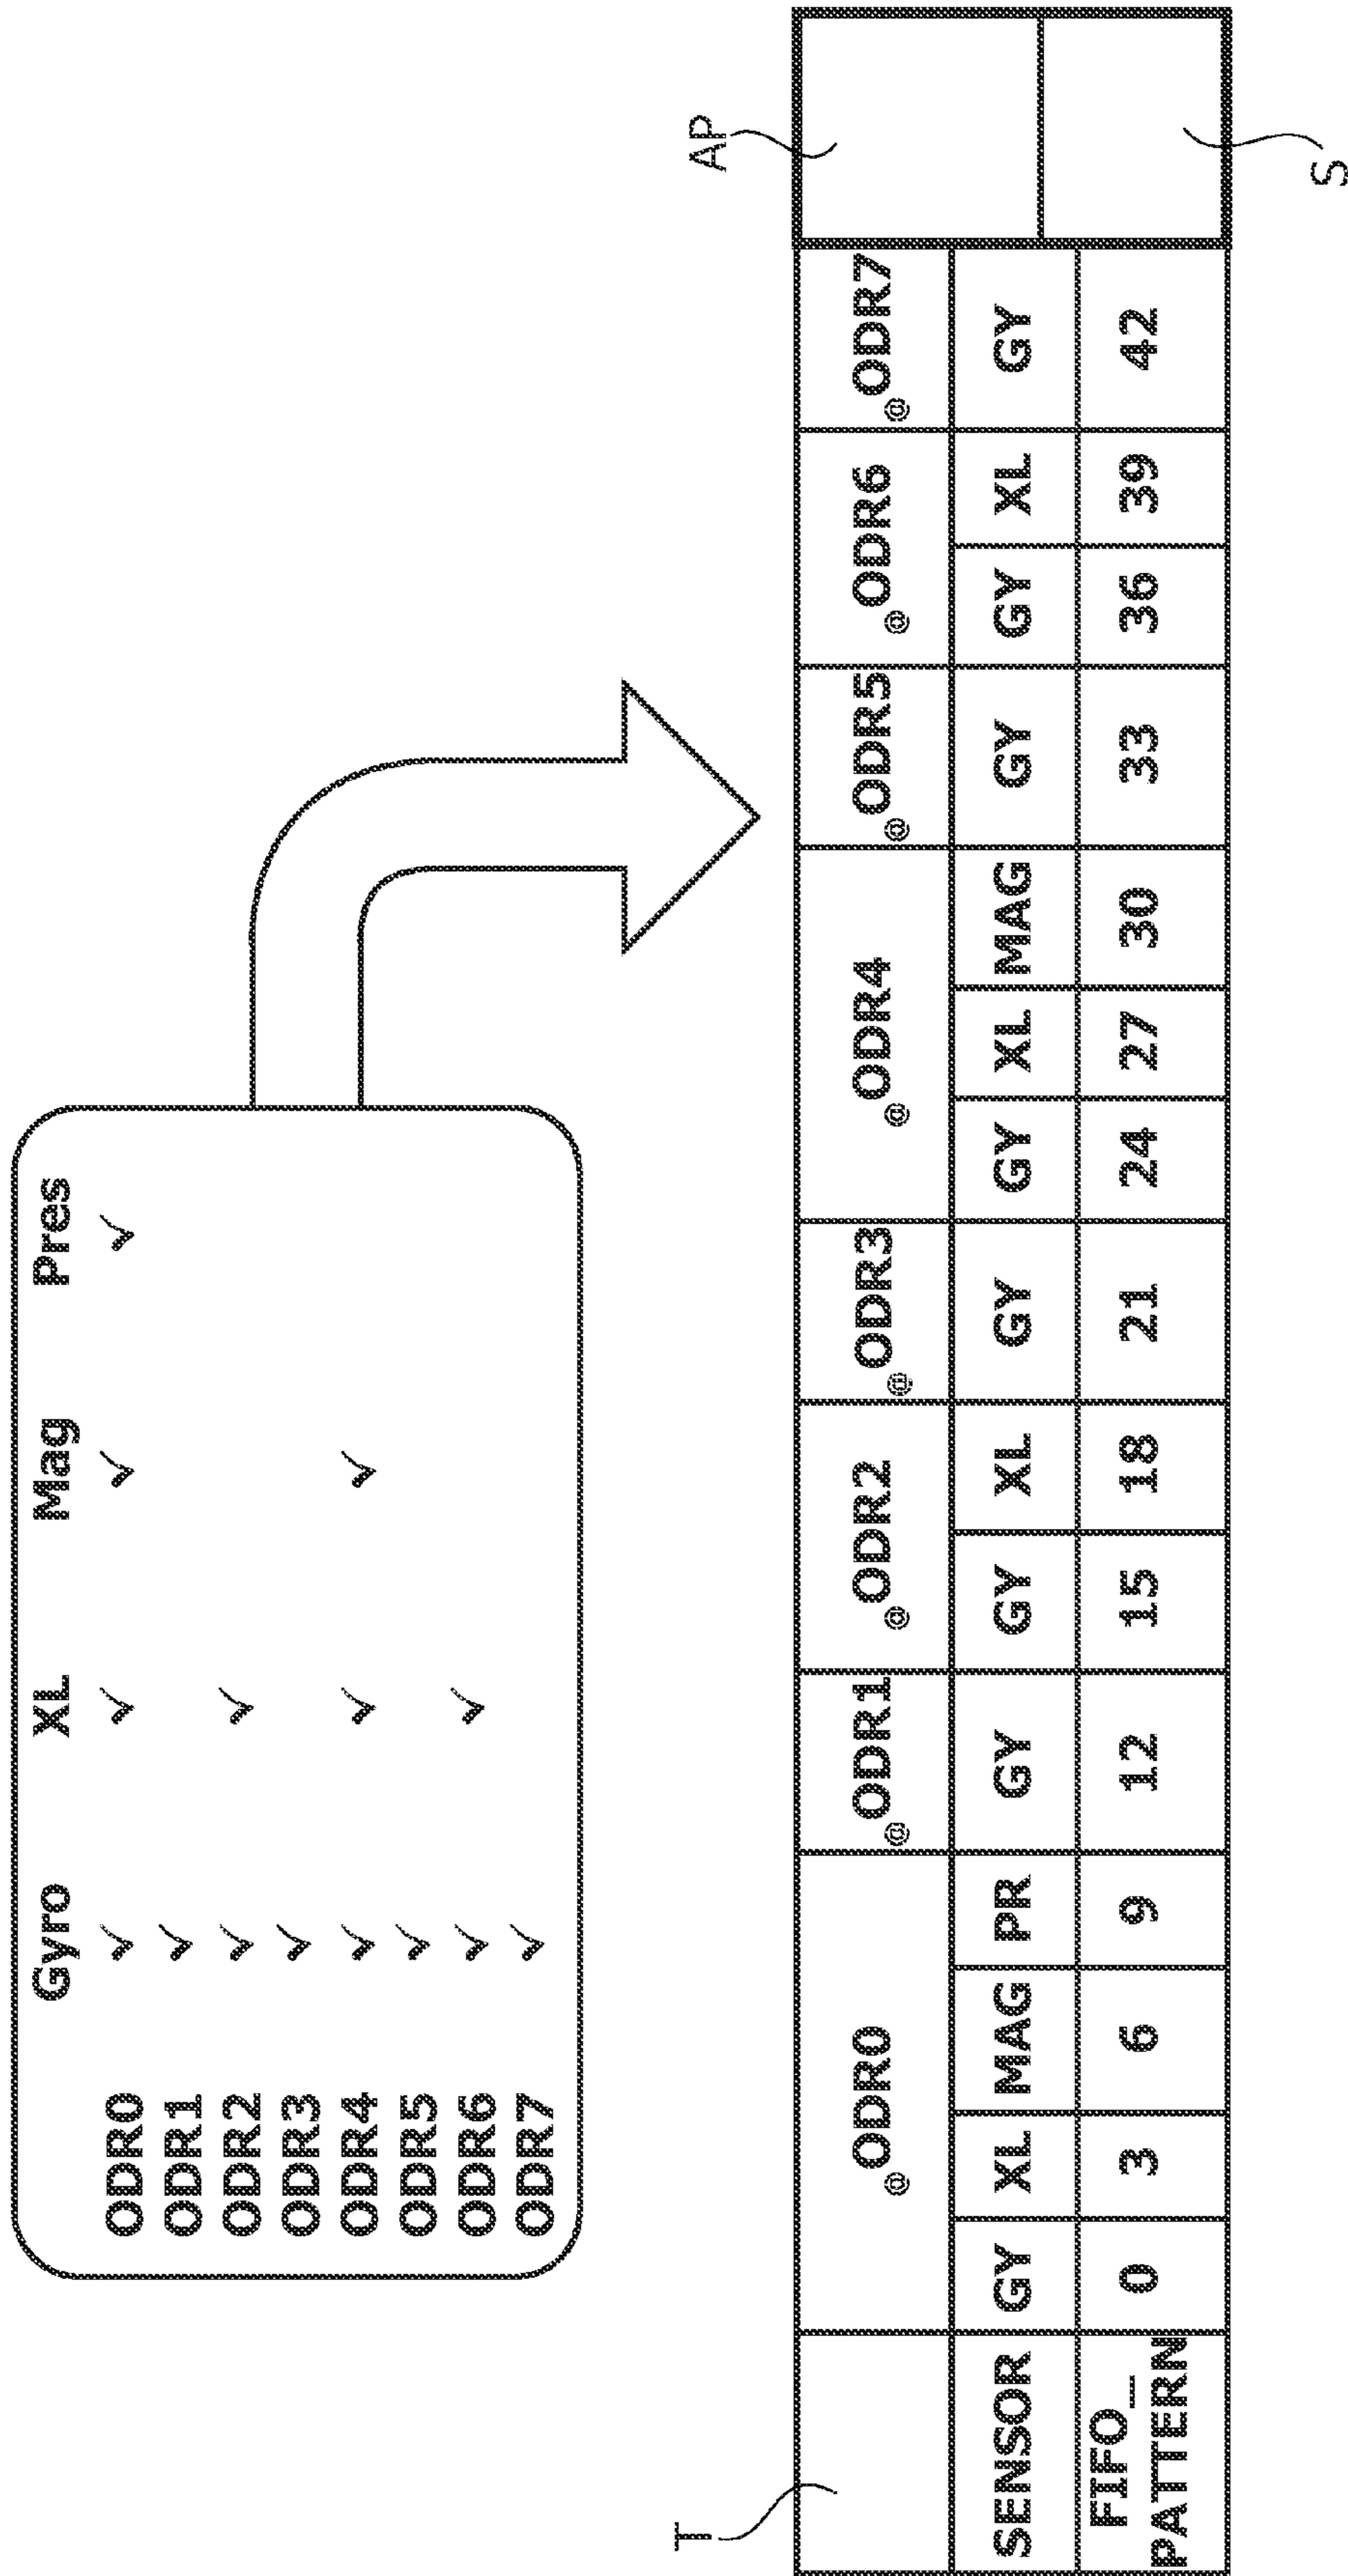 Gyro XL Mag Pres
ODR0 ✓ ✓ ✓ ✓
ODR1 ✓
ODR2 ✓ ✓
ODR3 ✓
ODR4 ✓ ✓ ✓
ODR5 ✓
ODR6 ✓ ✓
ODR7 ✓
T
AP
@ODR0 @ODR1 @ODR2 @ODR3 @ODR4 @ODR5 @ODR6 @ODR7
SENSOR GY XL MAG PR GY GY XL GY GY XL MAG GY GY XL GY
FIFO_ 0 3 6 9 12 15 18 21 24 27 30 33 36 39 42
PATTERN
S